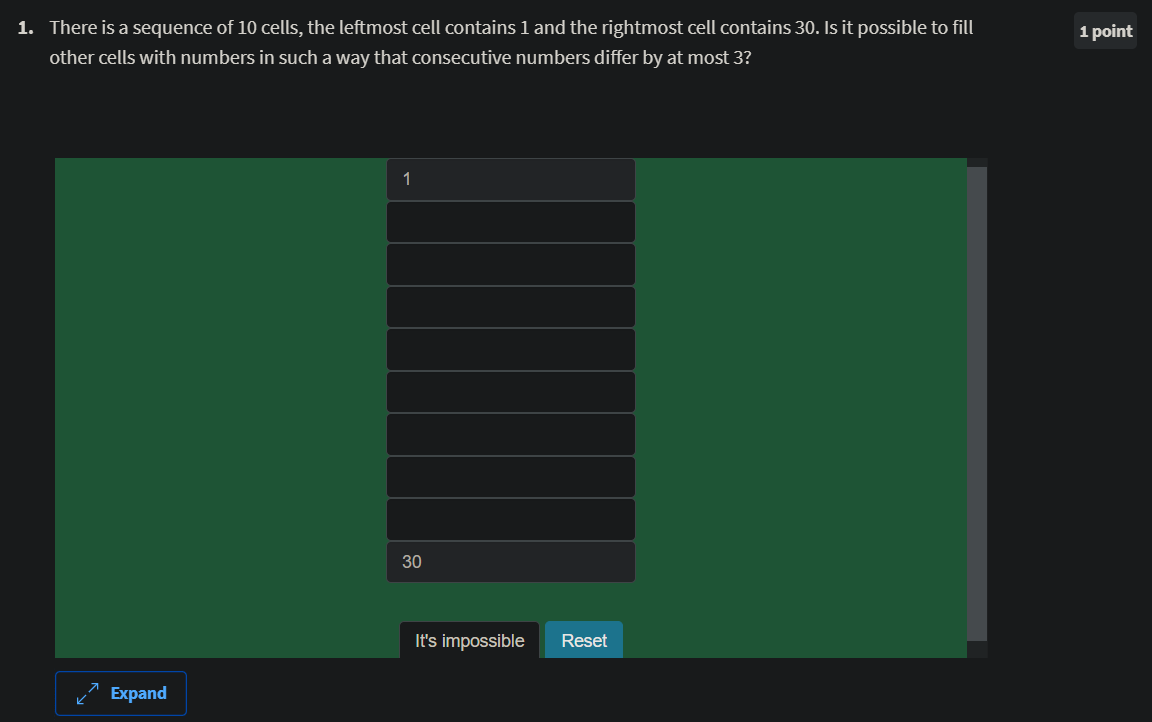 1. There is a sequence of 10 cells, the leftmost cell contains 1 and the rightmost cell contains 30. Is it possible to fill
1 point
other cells with numbers in such a way that consecutive numbers differ by at most 3?
1
30
It's impossible
Reset
Expand